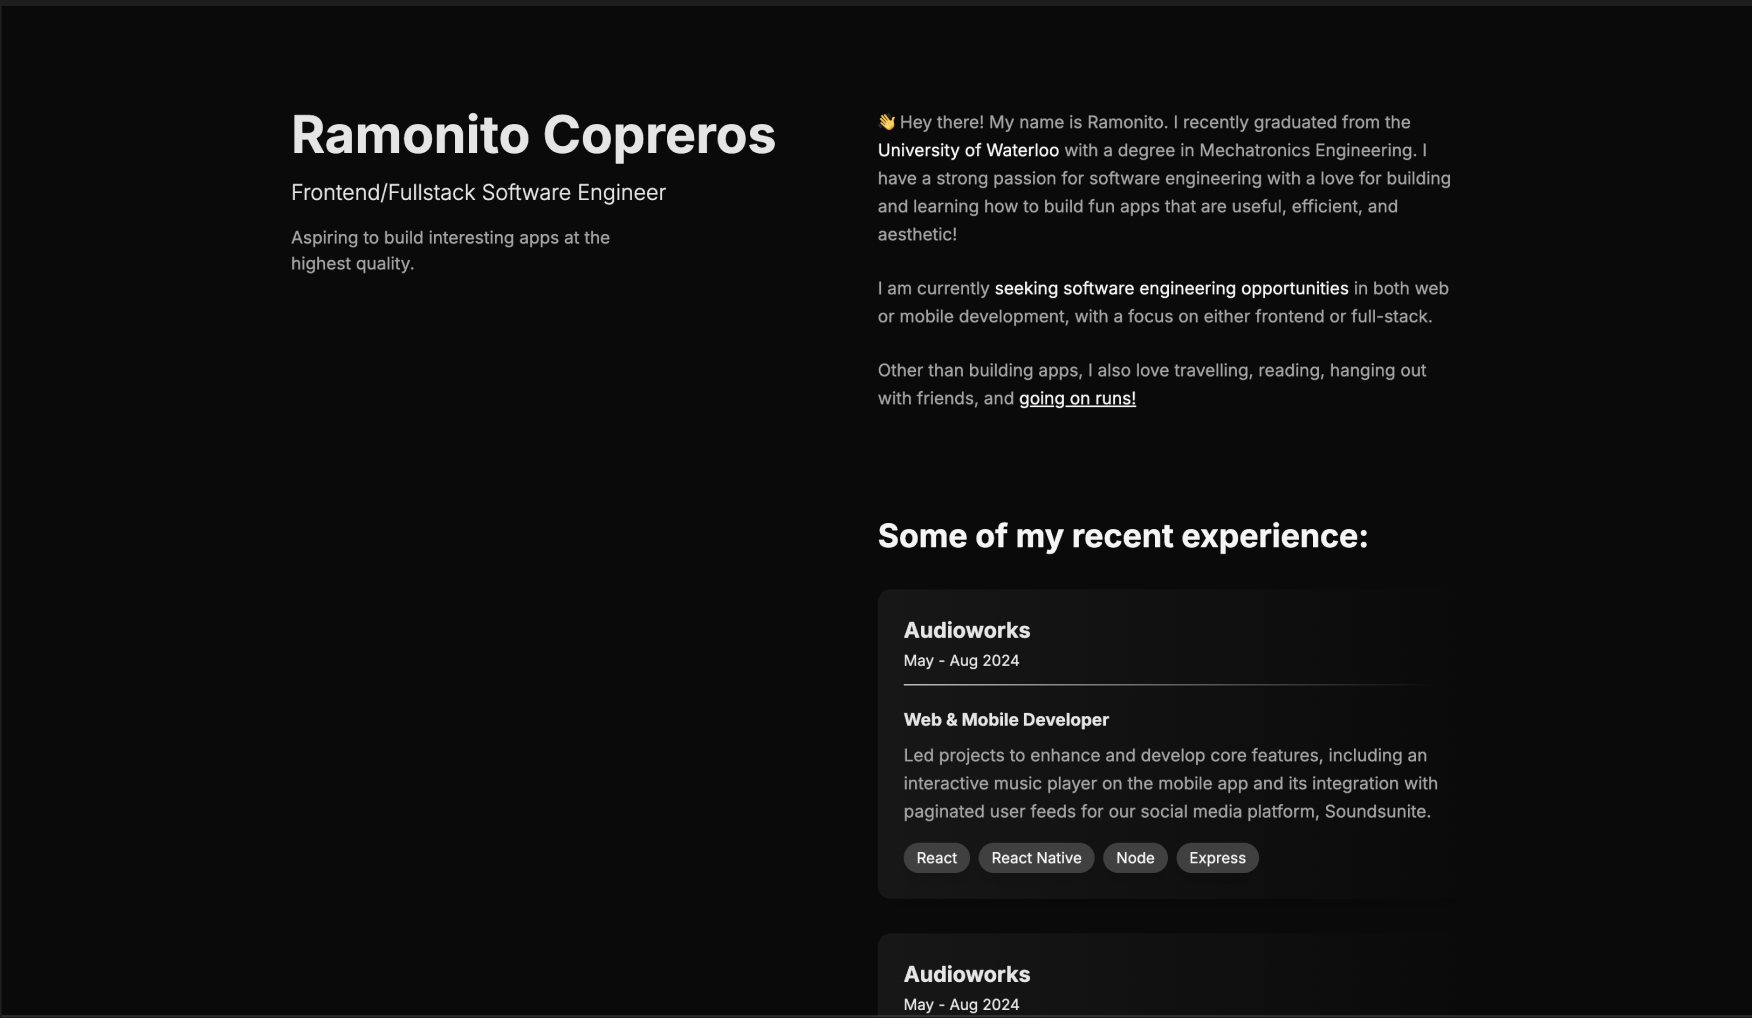 Ramonito Copreros
Frontend/Fullstack Software Engineer
Aspiring to build interesting apps at the
highest quality.
👋 Hey there! My name is Ramonito. I recently graduated from the
University of Waterloo with a degree in Mechatronics Engineering. I
have a strong passion for software engineering with a love for building
and learning how to build fun apps that are useful, efficient, and
aesthetic!
I am currently seeking software engineering opportunities in both web
or mobile development, with a focus on either frontend or full-stack.
Other than building apps, I also love travelling, reading, hanging out
with friends, and going on runs!
Some of my recent experience:
Audioworks
May - Aug 2024
Web & Mobile Developer
Led projects to enhance and develop core features, including an
interactive music player on the mobile app and its integration with
paginated user feeds for our social media platform, Soundsunite.
React React Native Node Express
Audioworks
May - Aug 2024